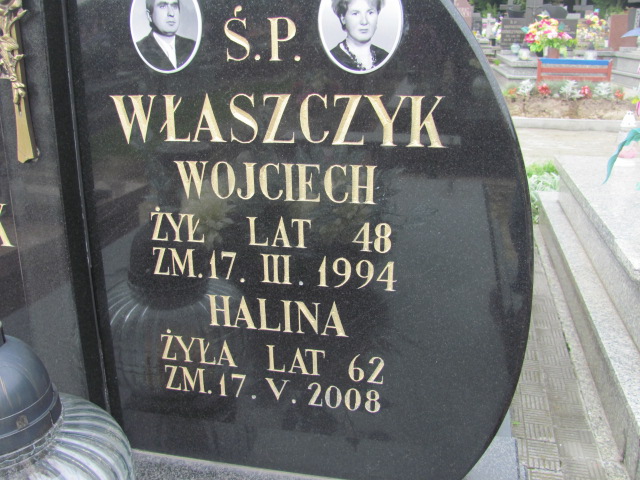 Ś.P.
WŁASZCZYK
WOJCIECH
ŻYŁ LAT 48
ZM. 17. III. 1994
HALINA
ŻYŁA LAT 62
ZM. 17. V. 2008